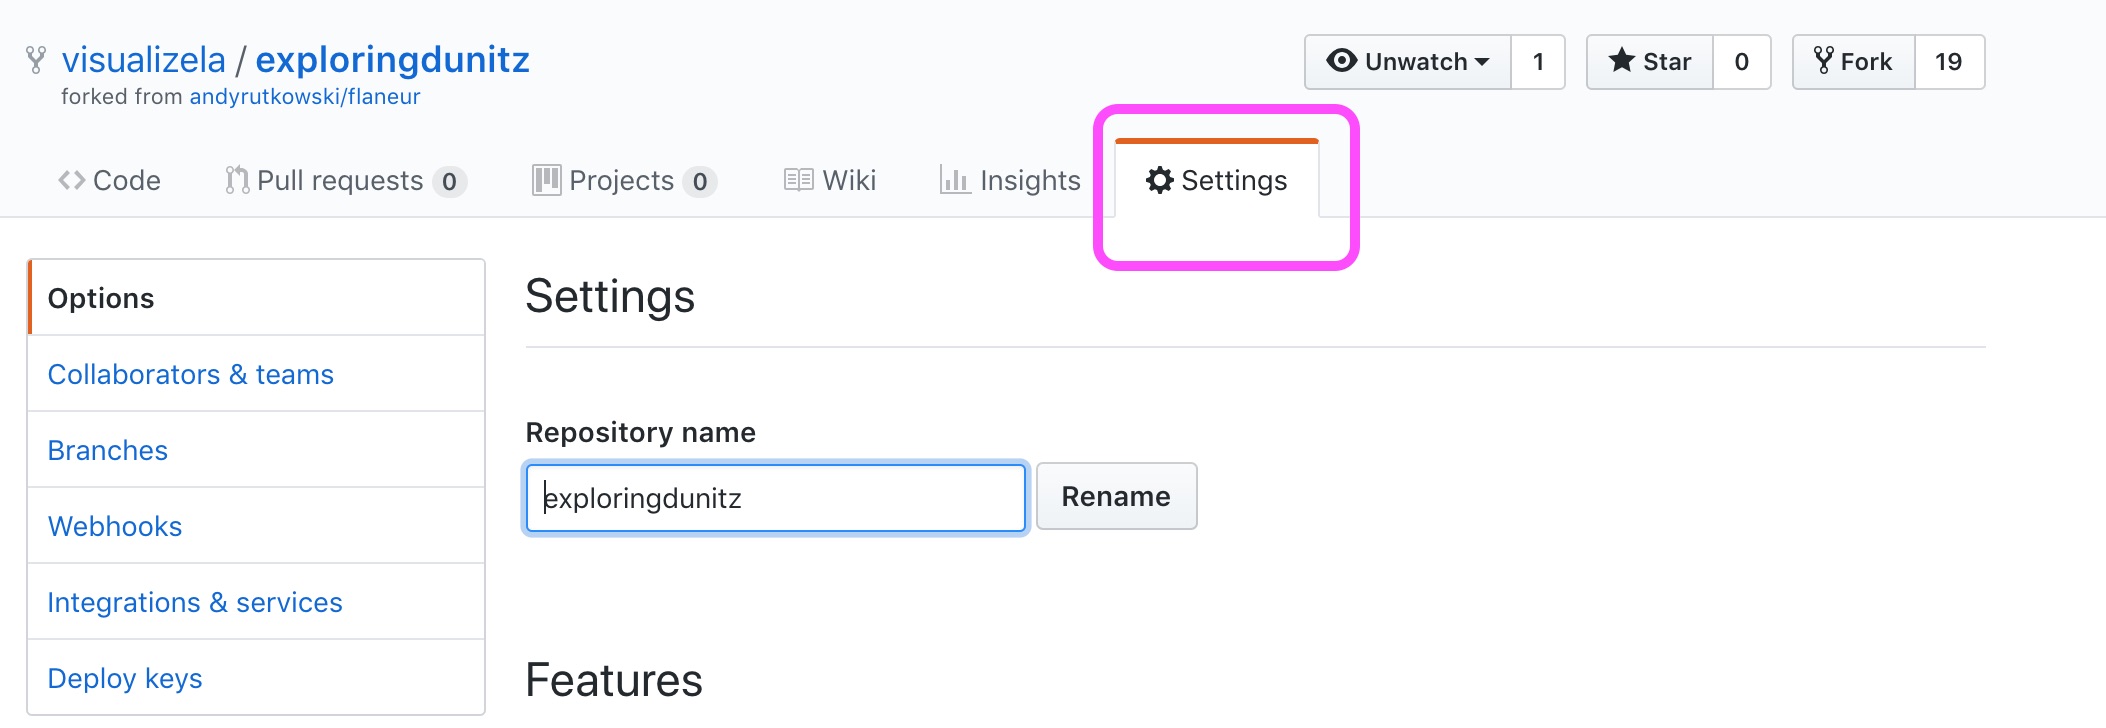 visualizela / exploringdunitz
forked from andyrutkowski/flaneur
Unwatch 1 Star 0 Fork 19
Code Pull requests 0 Projects 0 Wiki Insights Settings
Options
Collaborators & teams
Branches
Webhooks
Integrations & services
Deploy keys
Settings
Repository name
exploringdunitz Rename
Features